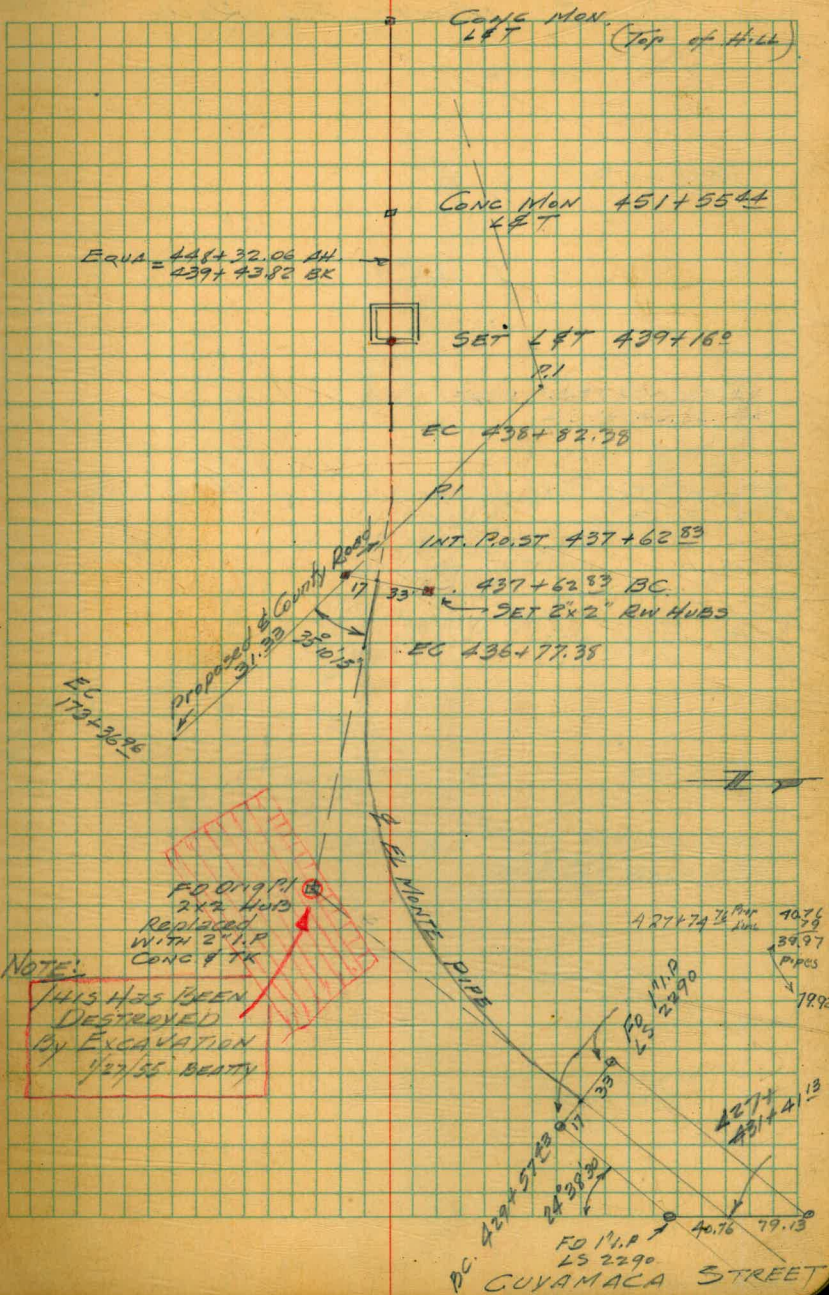 CONC MON.
L&T (TOP OF HILL)
CONC MON 451+55 44
L&T
EQUA = 448+32.06 AH.
439+43.82 BK
SET L&T 439+16 0
P.I
EC 438+82.38
P.I
INT. P.O.ST 437+62 83
17 33
437+62 83 BC
SET 2"x2" RW HUBS
Proposed ℄ County Road
31.33
35° 10' 15"
EC 436+77.38
EC
173+36 96
℄ EL MONTE PIPE
FD Orig P.I
2x2 HUB
Replaced
WITH 2" I.P
CONC & TK
NOTE:
THIS HAS BEEN
DESTROYED
By EXCAVATION
1/27/55 BEATTY
427+74 76 Prop Line
40.76
79
39.97
PIPES
FD 1" I.P
LS 2290
33
17
427+
431+41 13
BC. 429+57 43
24° 38' 30
40.76 79.13
FD 1" I.P
LS 2290
CUYAMACA STREET